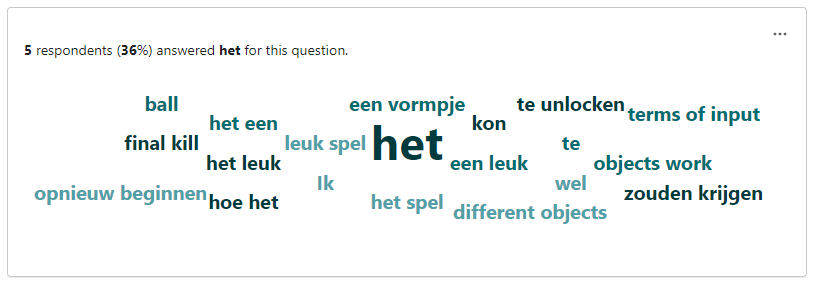 5 respondents (36%) answered het for this question.
ball
een vormpje
te unlocken
terms of input
het een
kon
final kill
leuk spel
het
te
het leuk
een leuk
objects work
opnieuw beginnen
Ik
wel
zouden krijgen
hoe het
het spel
different objects